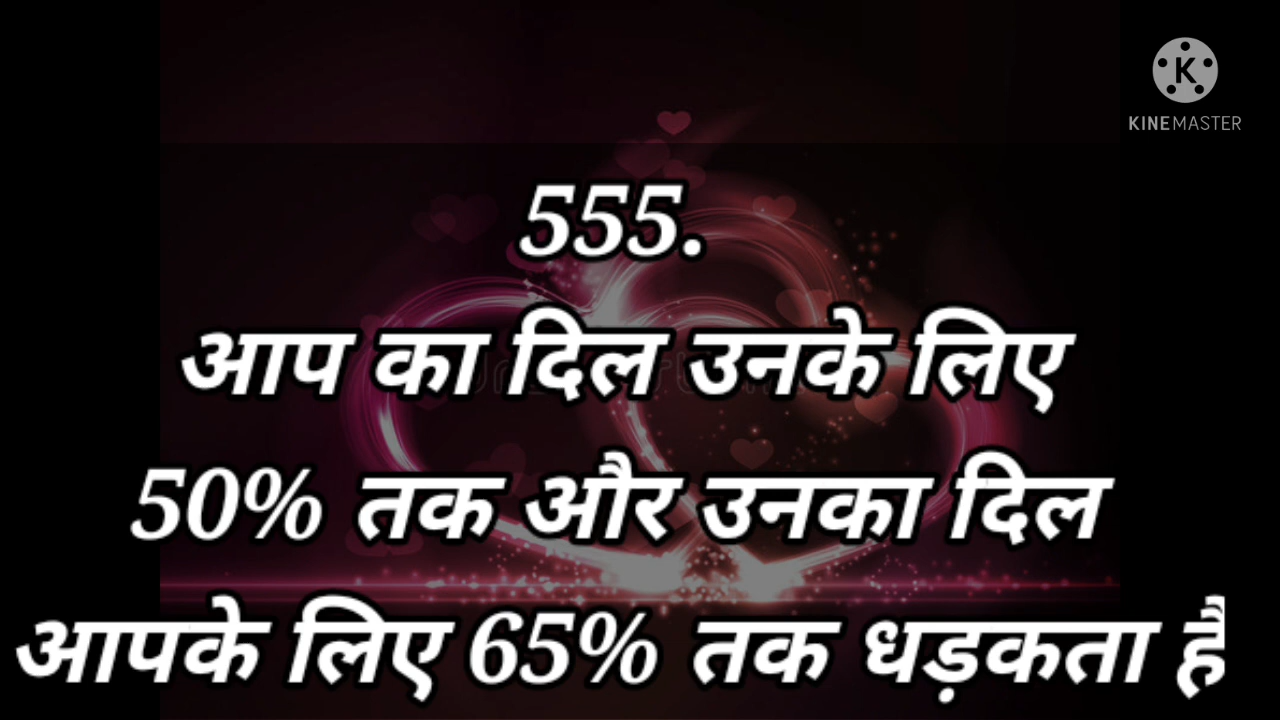 KINEMASTER
555.
आप का दिल उनके लिए
50% तक और उनका दिल
आपके लिए 65% तक धड़कता है